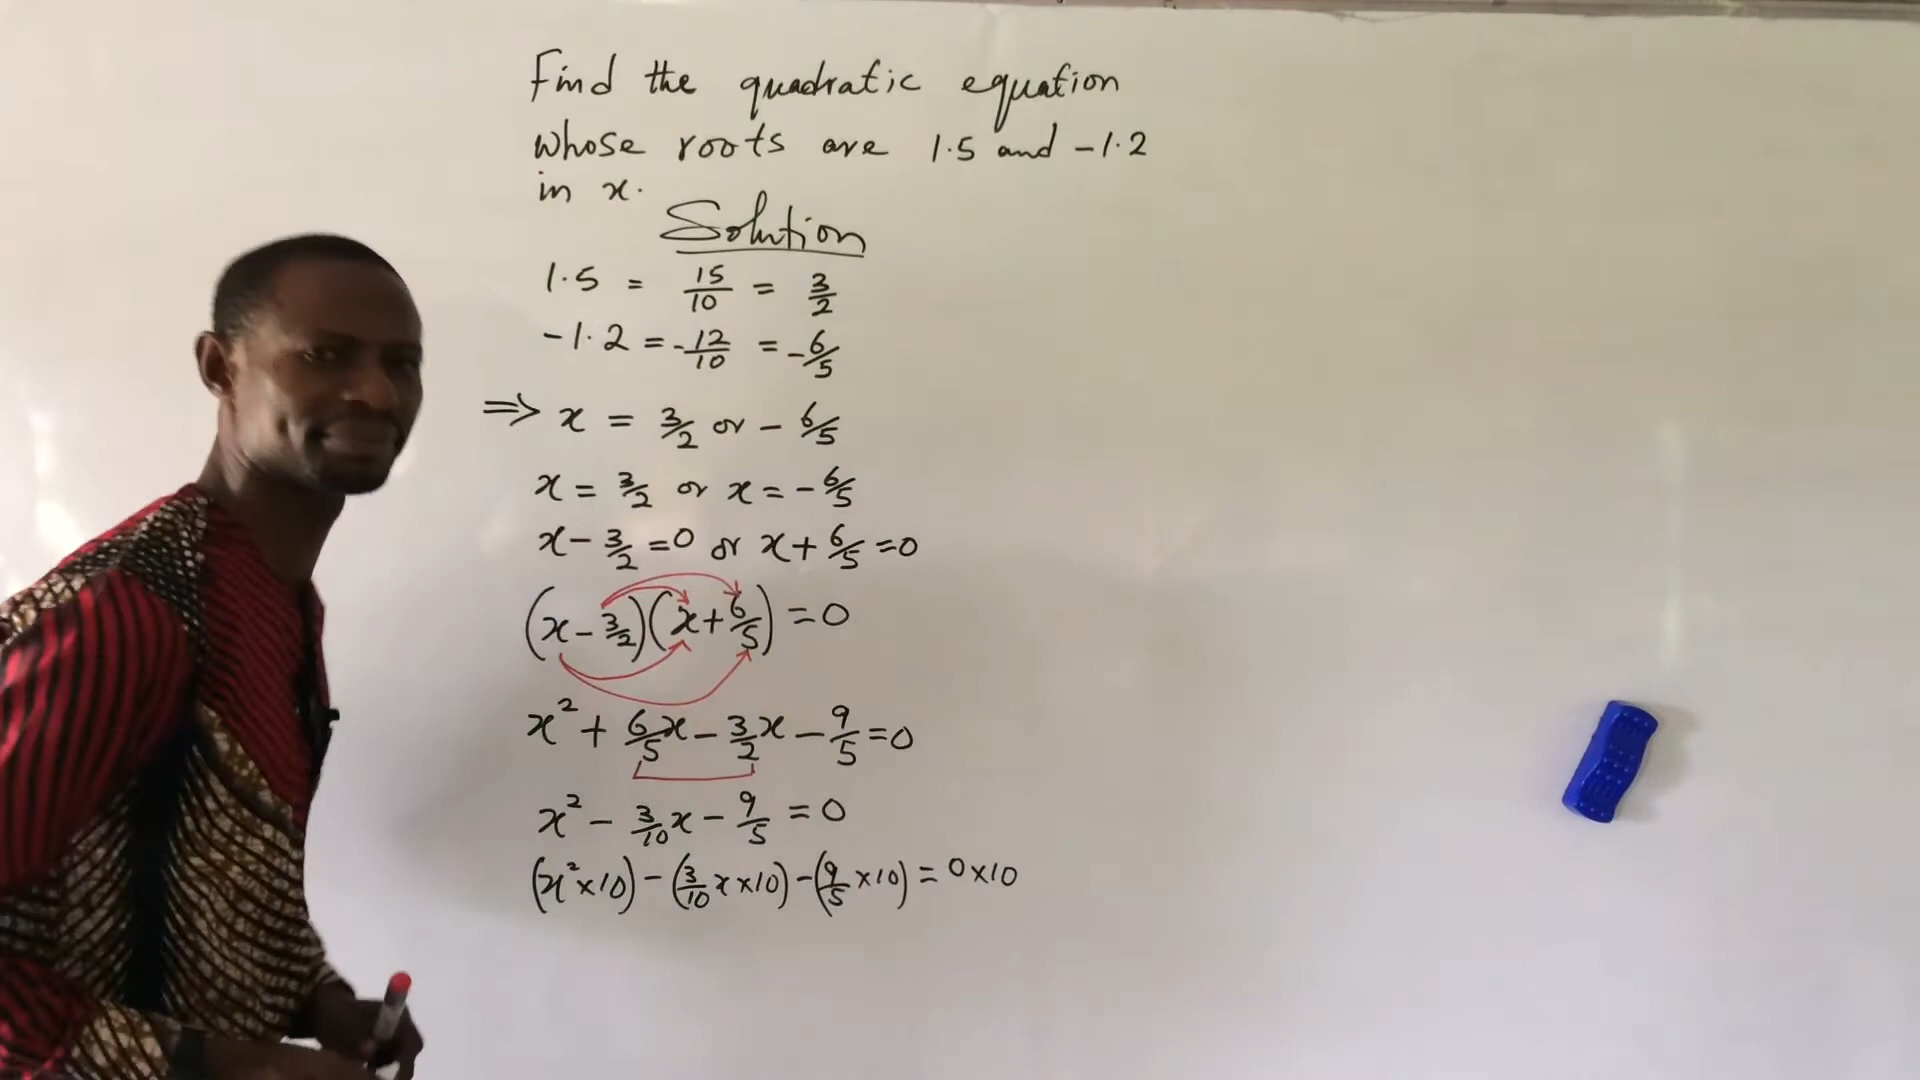 Find the quadratic equation
whose roots are 1.5 and -1.2
in x.
Solution
1.5 = 15/10 = 3/2
-1.2 = -12/10 = -6/5
⇒ x = 3/2 or - 6/5
x = 3/2 or x = -6/5
x - 3/2 = 0 or x + 6/5 = 0
(x - 3/2)(x + 6/5) = 0
x² + 6/5x - 3/2x - 9/5 = 0
x² - 3/10x - 9/5 = 0
(x² × 10) - (3/10 x × 10) - (9/5 × 10) = 0 × 10